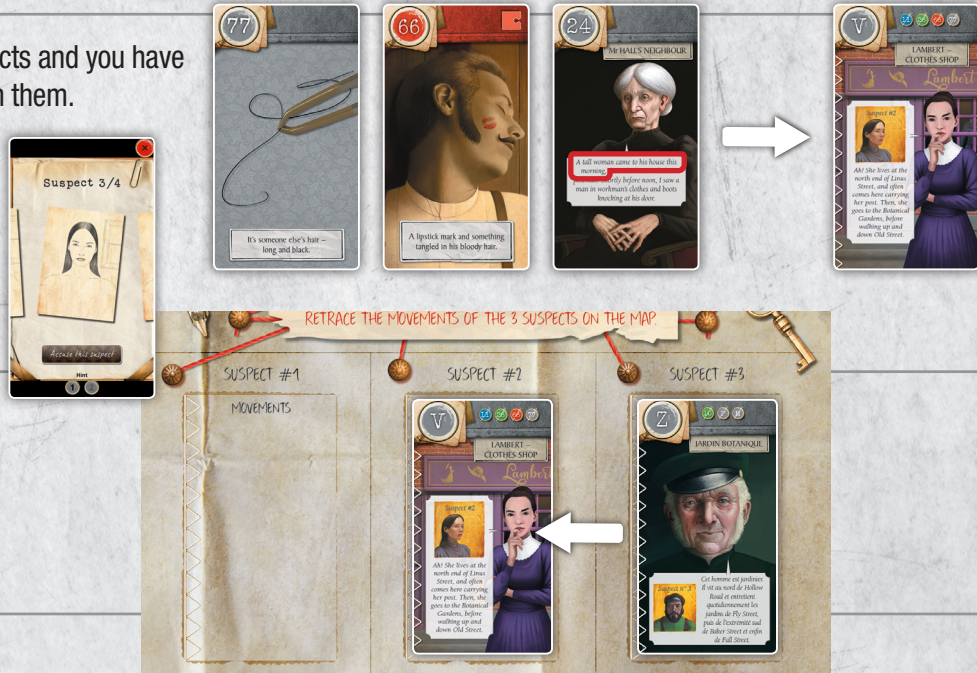 cts and you have
n them.
Suspect 3/4
Accuse this suspect
Hint
1 2
77
It's someone else's hair –
long and black.
66
A lipstick mark and something
tangled in his bloody hair.
24
Mr HALL'S NEIGHBOUR
A tall woman came to his house this
morning.
shortly before noon, I saw a
man in workman's clothes and boots
knocking at his door.
V
LAMBERT –
CLOTHES SHOP
Lambert
Suspect #2
Ah! She lives at the
north end of Linus
Street, and often
comes here carrying
her post. Then, she
goes to the Botanical
Gardens, before
walking up and
down Old Street.
RETRACE THE MOVEMENTS OF THE 3 SUSPECTS ON THE MAP.
SUSPECT #1
MOVEMENTS
SUSPECT #2
V
LAMBERT –
CLOTHES SHOP
Lambert
Suspect #2
Ah! She lives at the
north end of Linus
Street, and often
comes here carrying
her post. Then, she
goes to the Botanical
Gardens, before
walking up and
down Old Street.
SUSPECT #3
Z
JARDIN BOTANIQUE
Suspect n° 3
Cet homme est jardinier.
Il vit au nord de Hollow
Road et entretient
quotidiennement les
jardins de Fly Street,
puis de l'extrémité sud
de Baker Street et enfin
de Fall Street.